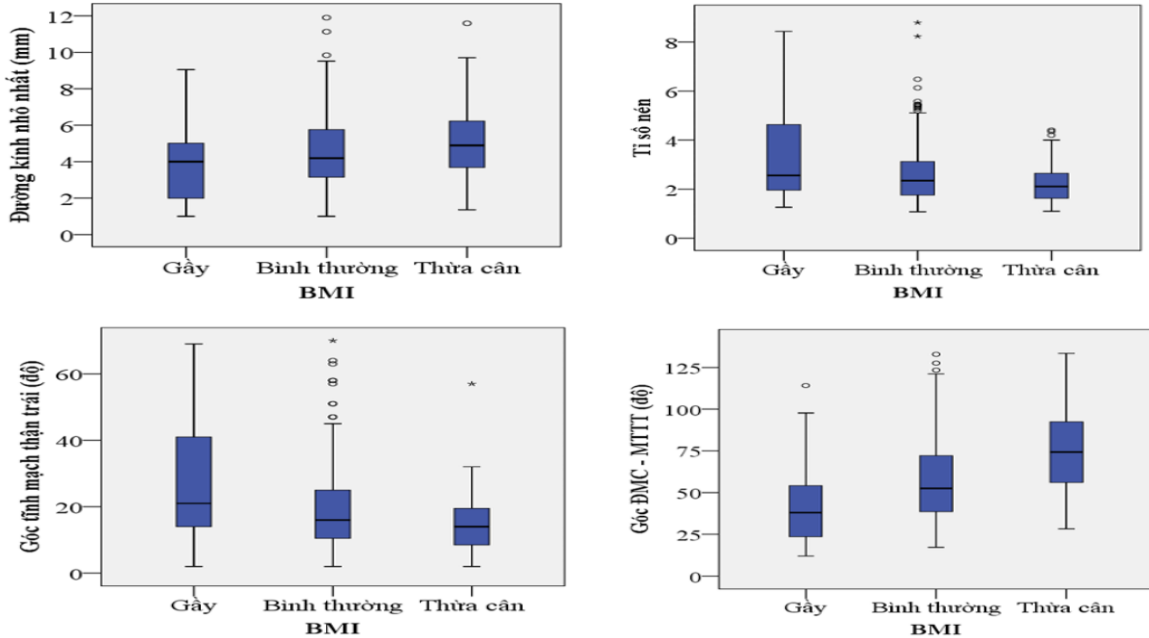 Đường kính nhỏ nhất (mm)
12
10
8
6
4
2
0
Gầy Bình thường Thừa cân
BMI
Tỉ số nén
8
6
4
2
0
Gầy Bình thường Thừa cân
BMI
Góc tĩnh mạch thận trái (độ)
60
40
20
0
Gầy Bình thường Thừa cân
BMI
Góc ĐMC - MTTT (độ)
125
100
75
50
25
0
Gầy Bình thường Thừa cân
BMI